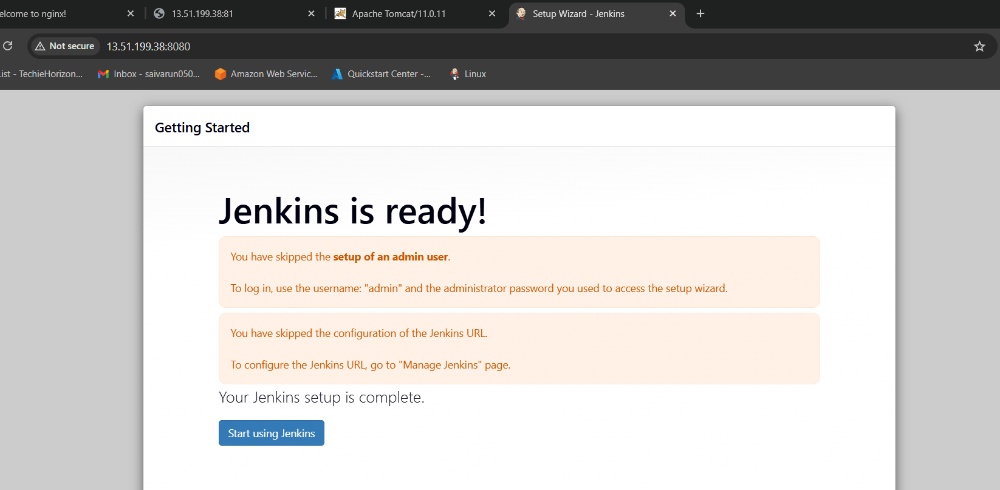 elcome to nginx!
13.51.199.38:81
Apache Tomcat/11.0.11
Setup Wizard - Jenkins
Not secure
13.51.199.38:8080
ist - TechieHorizon...
Inbox - saivarun050...
Amazon Web Servic...
Quickstart Center -...
Linux
Getting Started
Jenkins is ready!
You have skipped the setup of an admin user.
To log in, use the username: "admin" and the administrator password you used to access the setup wizard.
You have skipped the configuration of the Jenkins URL.
To configure the Jenkins URL, go to "Manage Jenkins" page.
Your Jenkins setup is complete.
Start using Jenkins